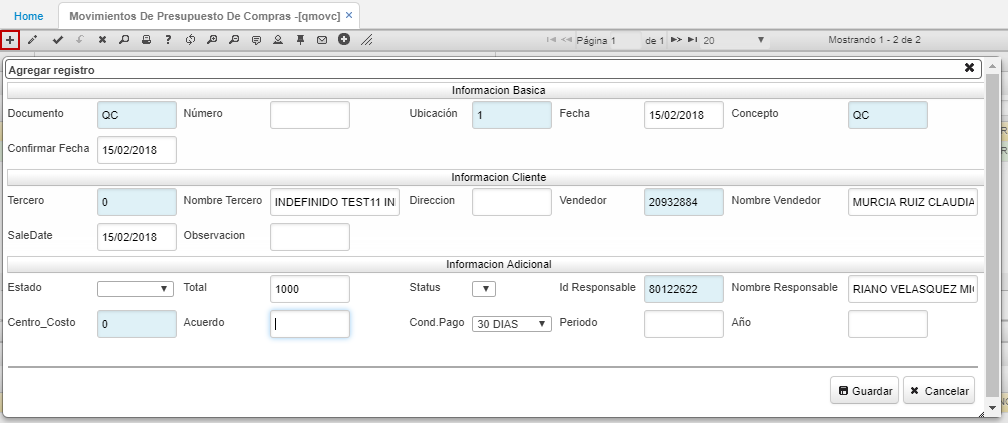 Home Movimientos De Presupuesto De Compras -[qmovc]
Página 1 de 1 20 Mostrando 1 - 2 de 2
Agregar registro
Informacion Basica
Documento QC Número Ubicación 1 Fecha 15/02/2018 Concepto QC
Confirmar Fecha 15/02/2018
Informacion Cliente
Tercero 0 Nombre Tercero INDEFINIDO TEST11 IN Direccion Vendedor 20932884 Nombre Vendedor MURCIA RUIZ CLAUDIA
SaleDate 15/02/2018 Observacion
Informacion Adicional
Estado Total 1000 Status Id Responsable 80122622 Nombre Responsable RIANO VELASQUEZ MI
Centro_Costo 0 Acuerdo Cond.Pago 30 DIAS Periodo Año
Guardar Cancelar